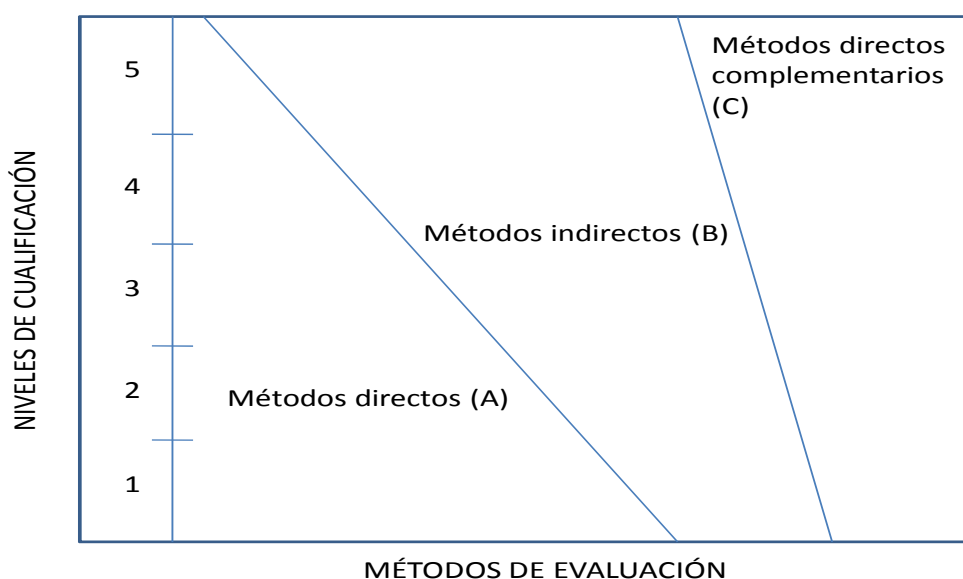 NIVELES DE CUALIFICACIÓN
5
4
3
2
1
Métodos directos
complementarios
(C)
Métodos indirectos (B)
Métodos directos (A)
MÉTODOS DE EVALUACIÓN